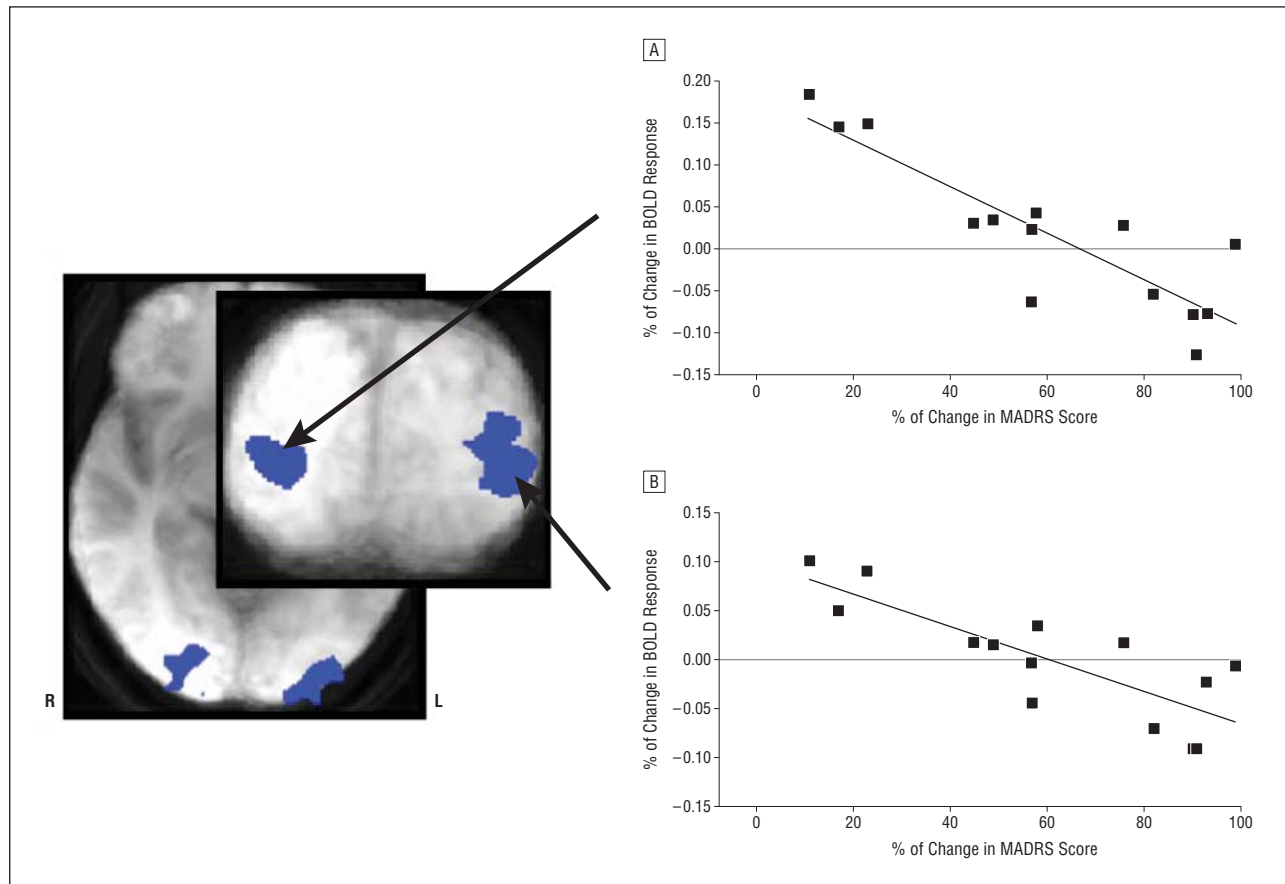 A
% of Change in BOLD Response
0.20
0.15
0.10
0.05
0.00
−0.05
−0.10
−0.15
0 20 40 60 80 100
% of Change in MADRS Score
R L
B
% of Change in BOLD Response
0.15
0.10
0.05
0.00
−0.05
−0.10
−0.15
0 20 40 60 80 100
% of Change in MADRS Score